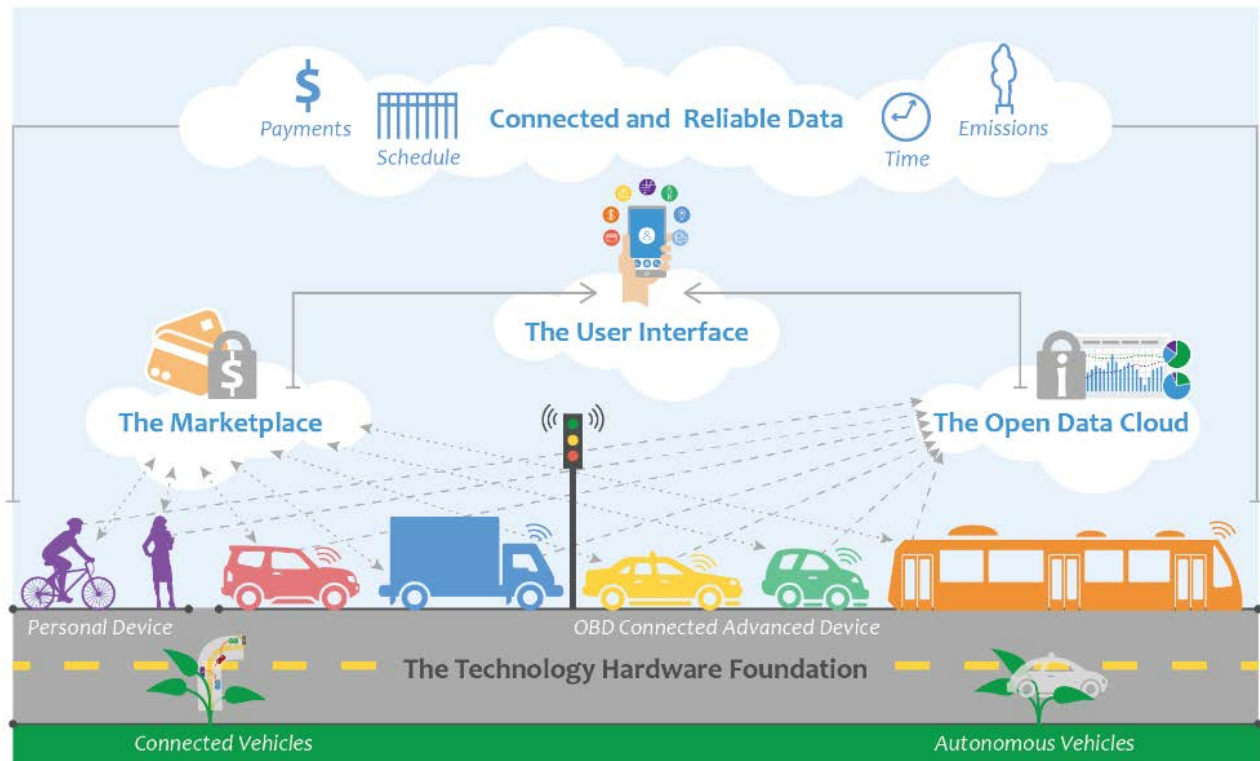 $
Payments
Schedule
Connected and Reliable Data
Time
Emissions
The User Interface
$
The Marketplace
i
The Open Data Cloud
Personal Device
OBD Connected Advanced Device
The Technology Hardware Foundation
Connected Vehicles
Autonomous Vehicles